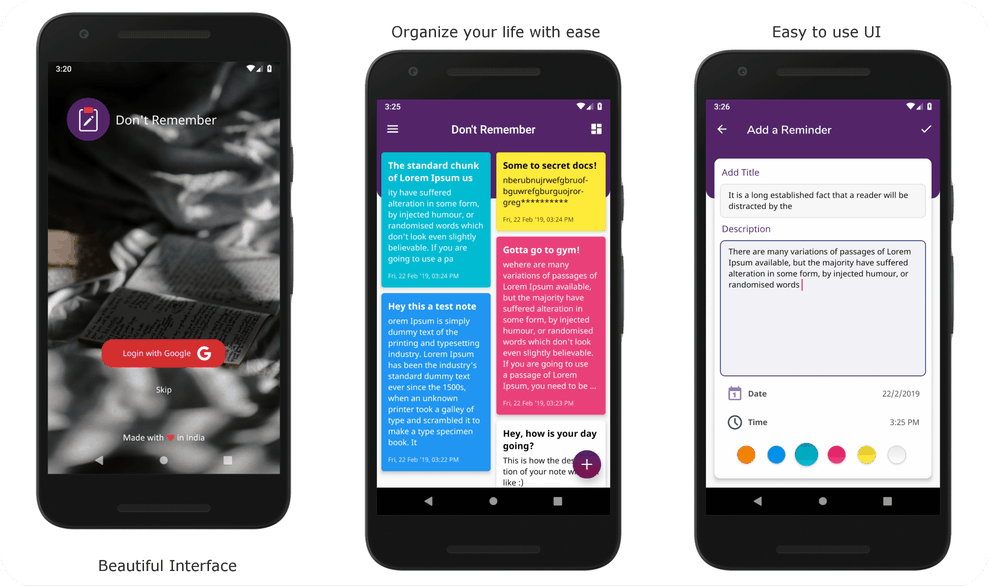 3:20
Don't Remember
Login with Google G
Skip
Made with ❤ in India
Beautiful Interface
Organize your life with ease
3:25
Don't Remember
The standard chunk
of Lorem Ipsum us
ity have suffered
alteration in some form,
by injected humour, or
randomised words which
don't look even slightly
believable. If you are
going to use a pa
Fri, 22 Feb '19, 03:24 PM
Hey this a test note
orem Ipsum is simply
dummy text of the
printing and typesetting
industry. Lorem Ipsum
has been the industry's
standard dummy text
ever since the 1500s,
when an unknown
printer took a galley of
type and scrambled it to
make a type specimen
book. It
Fri, 22 Feb '19, 03:22 PM
Some to secret docs!
nberubnujrwefgbruof-
bguwrefgburguojror-
greg**********
Fri, 22 Feb '19, 03:24 PM
Gotta go to gym!
wehere are many
variations of passages of
Lorem Ipsum available,
but the majority have
suffered alteration in
some form, by injected
humour, or randomised
words which don't look
even slightly believable.
If you are going to use
a passage of Lorem
Ipsum, you need to be ...
Fri, 22 Feb '19, 03:23 PM
Hey, how is your day
going?
This is how the
tion of your note
like :)
Easy to use UI
3:26
Add a Reminder
Add Title
It is a long established fact that a reader will be
distracted by the
Description
There are many variations of passages of Lorem
Ipsum available, but the majority have suffered
alteration in some form, by injected humour, or
randomised words
1
Date
22/2/2019
Time
3:25 PM